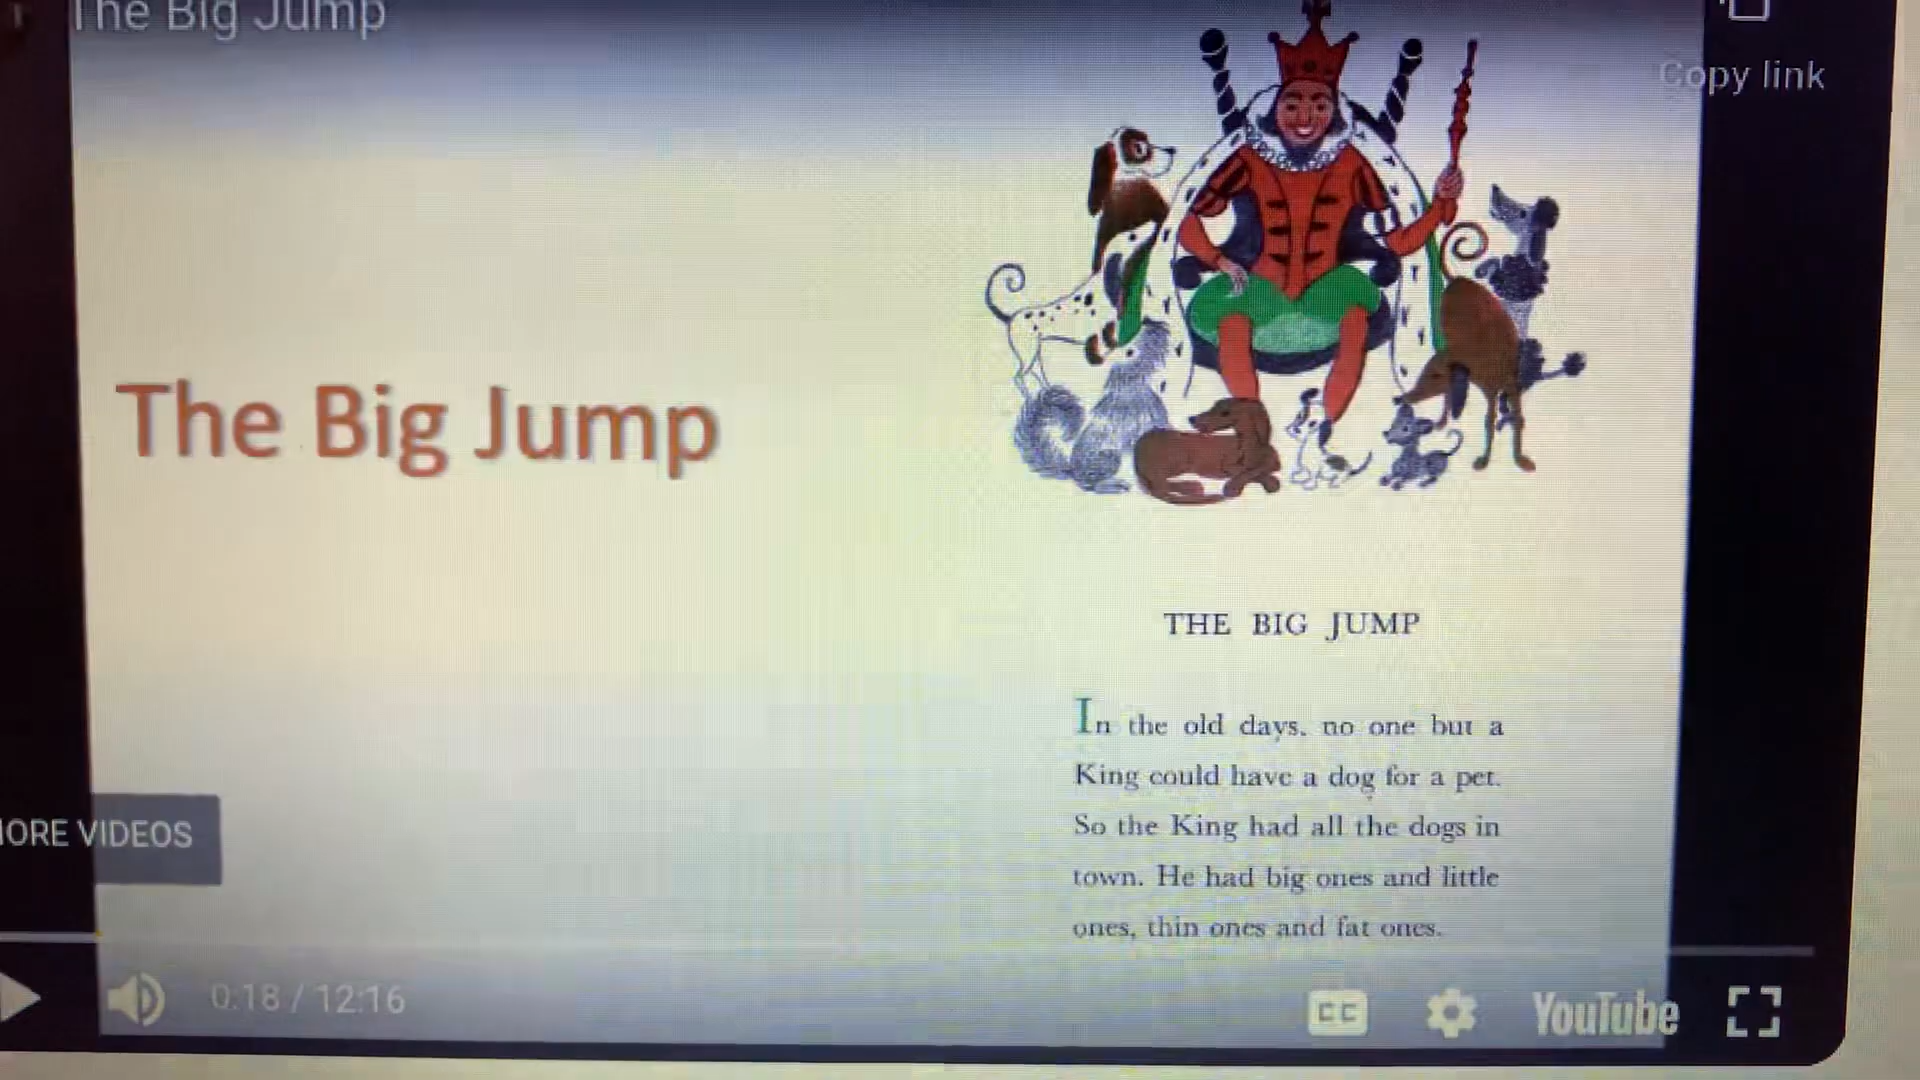 The Big Jump
Copy link
The Big Jump
THE BIG JUMP
In the old days, no one but a
King could have a dog for a pet.
So the King had all the dogs in
town. He had big ones and little
ones, thin ones and fat ones.
MORE VIDEOS
0:18 / 12:16
CC
YouTube